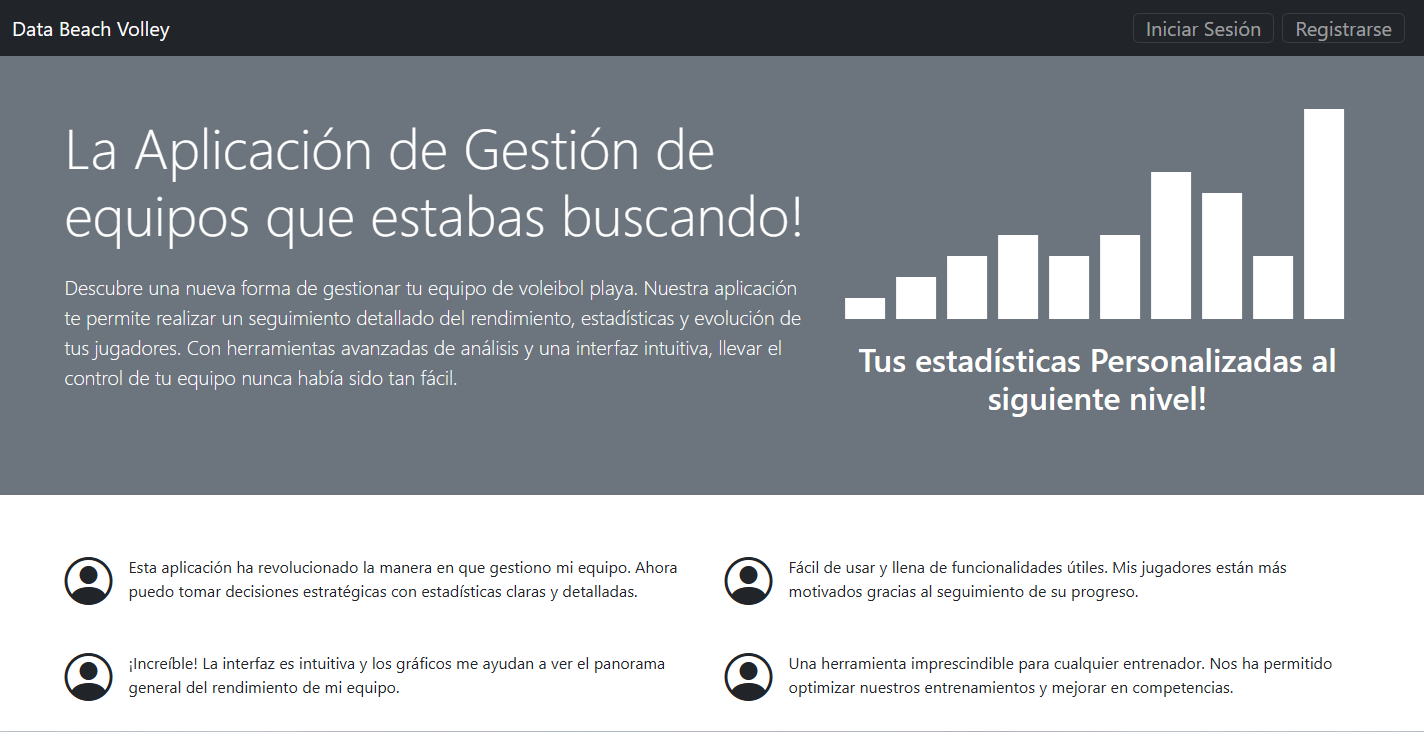 Data Beach Volley
Iniciar Sesión
Registrarse
La Aplicación de Gestión de
equipos que estabas buscando!
Descubre una nueva forma de gestionar tu equipo de voleibol playa. Nuestra aplicación
te permite realizar un seguimiento detallado del rendimiento, estadísticas y evolución de
tus jugadores. Con herramientas avanzadas de análisis y una interfaz intuitiva, llevar el
control de tu equipo nunca había sido tan fácil.
Tus estadísticas Personalizadas al
siguiente nivel!
Esta aplicación ha revolucionado la manera en que gestiono mi equipo. Ahora
puedo tomar decisiones estratégicas con estadísticas claras y detalladas.
Fácil de usar y llena de funcionalidades útiles. Mis jugadores están más
motivados gracias al seguimiento de su progreso.
¡Increíble! La interfaz es intuitiva y los gráficos me ayudan a ver el panorama
general del rendimiento de mi equipo.
Una herramienta imprescindible para cualquier entrenador. Nos ha permitido
optimizar nuestros entrenamientos y mejorar en competencias.